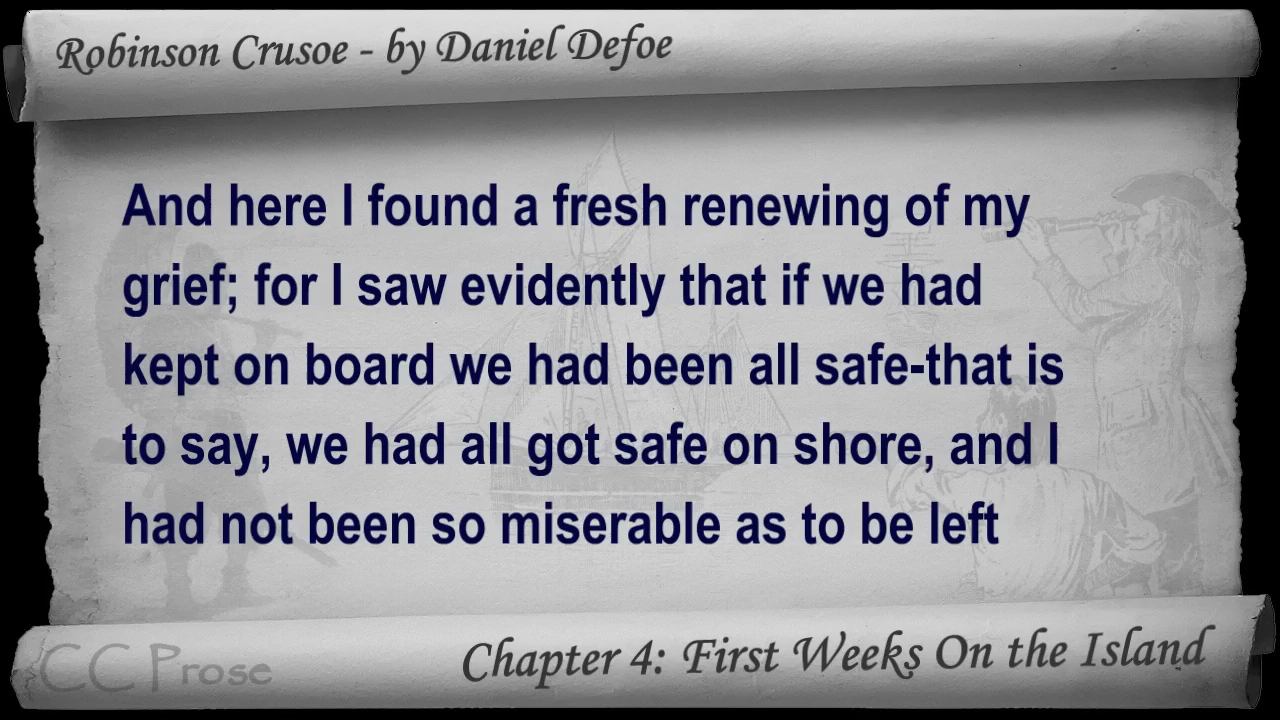 Robinson Crusoe - by Daniel Defoe
And here I found a fresh renewing of my
grief; for I saw evidently that if we had
kept on board we had been all safe-that is
to say, we had all got safe on shore, and I
had not been so miserable as to be left
CC Prose
Chapter 4: First Weeks On the Island